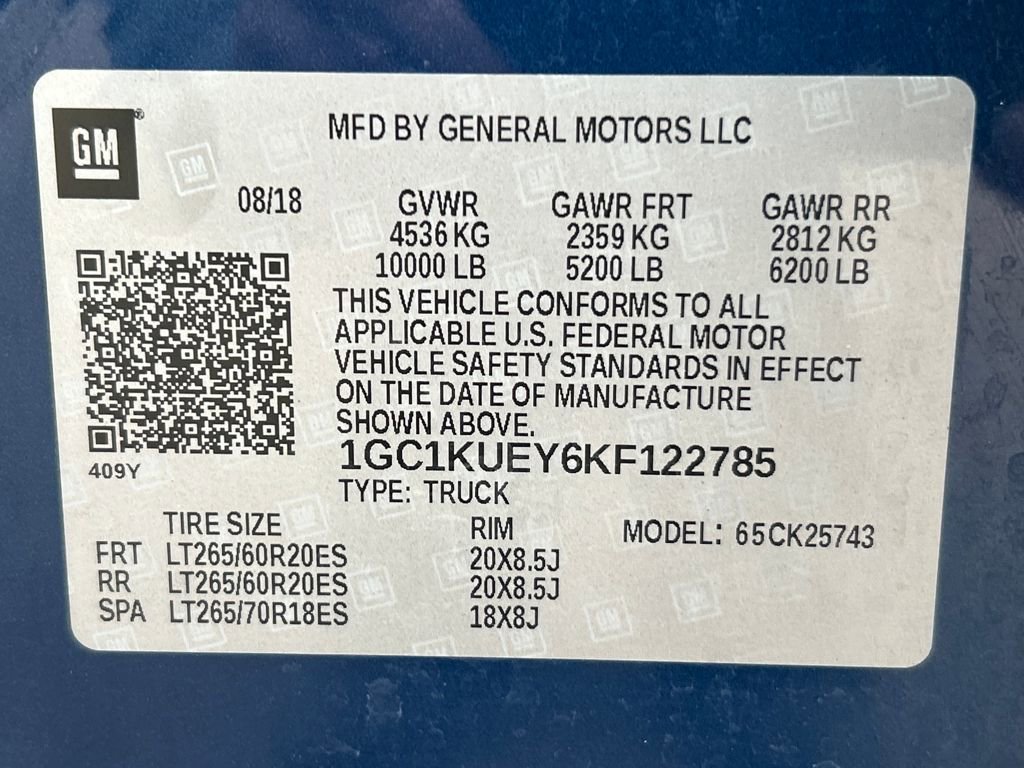 GM
MFD BY GENERAL MOTORS LLC
08/18 GVWR GAWR FRT GAWR RR
4536 KG 2359 KG 2812 KG
10000 LB 5200 LB 6200 LB
THIS VEHICLE CONFORMS TO ALL
APPLICABLE U.S. FEDERAL MOTOR
VEHICLE SAFETY STANDARDS IN EFFECT
ON THE DATE OF MANUFACTURE
SHOWN ABOVE.
409Y
1GC1KUEY6KF122785
TYPE: TRUCK
TIRE SIZE RIM MODEL: 65CK25743
FRT LT265/60R20ES 20X8.5J
RR LT265/60R20ES 20X8.5J
SPA LT265/70R18ES 18X8J